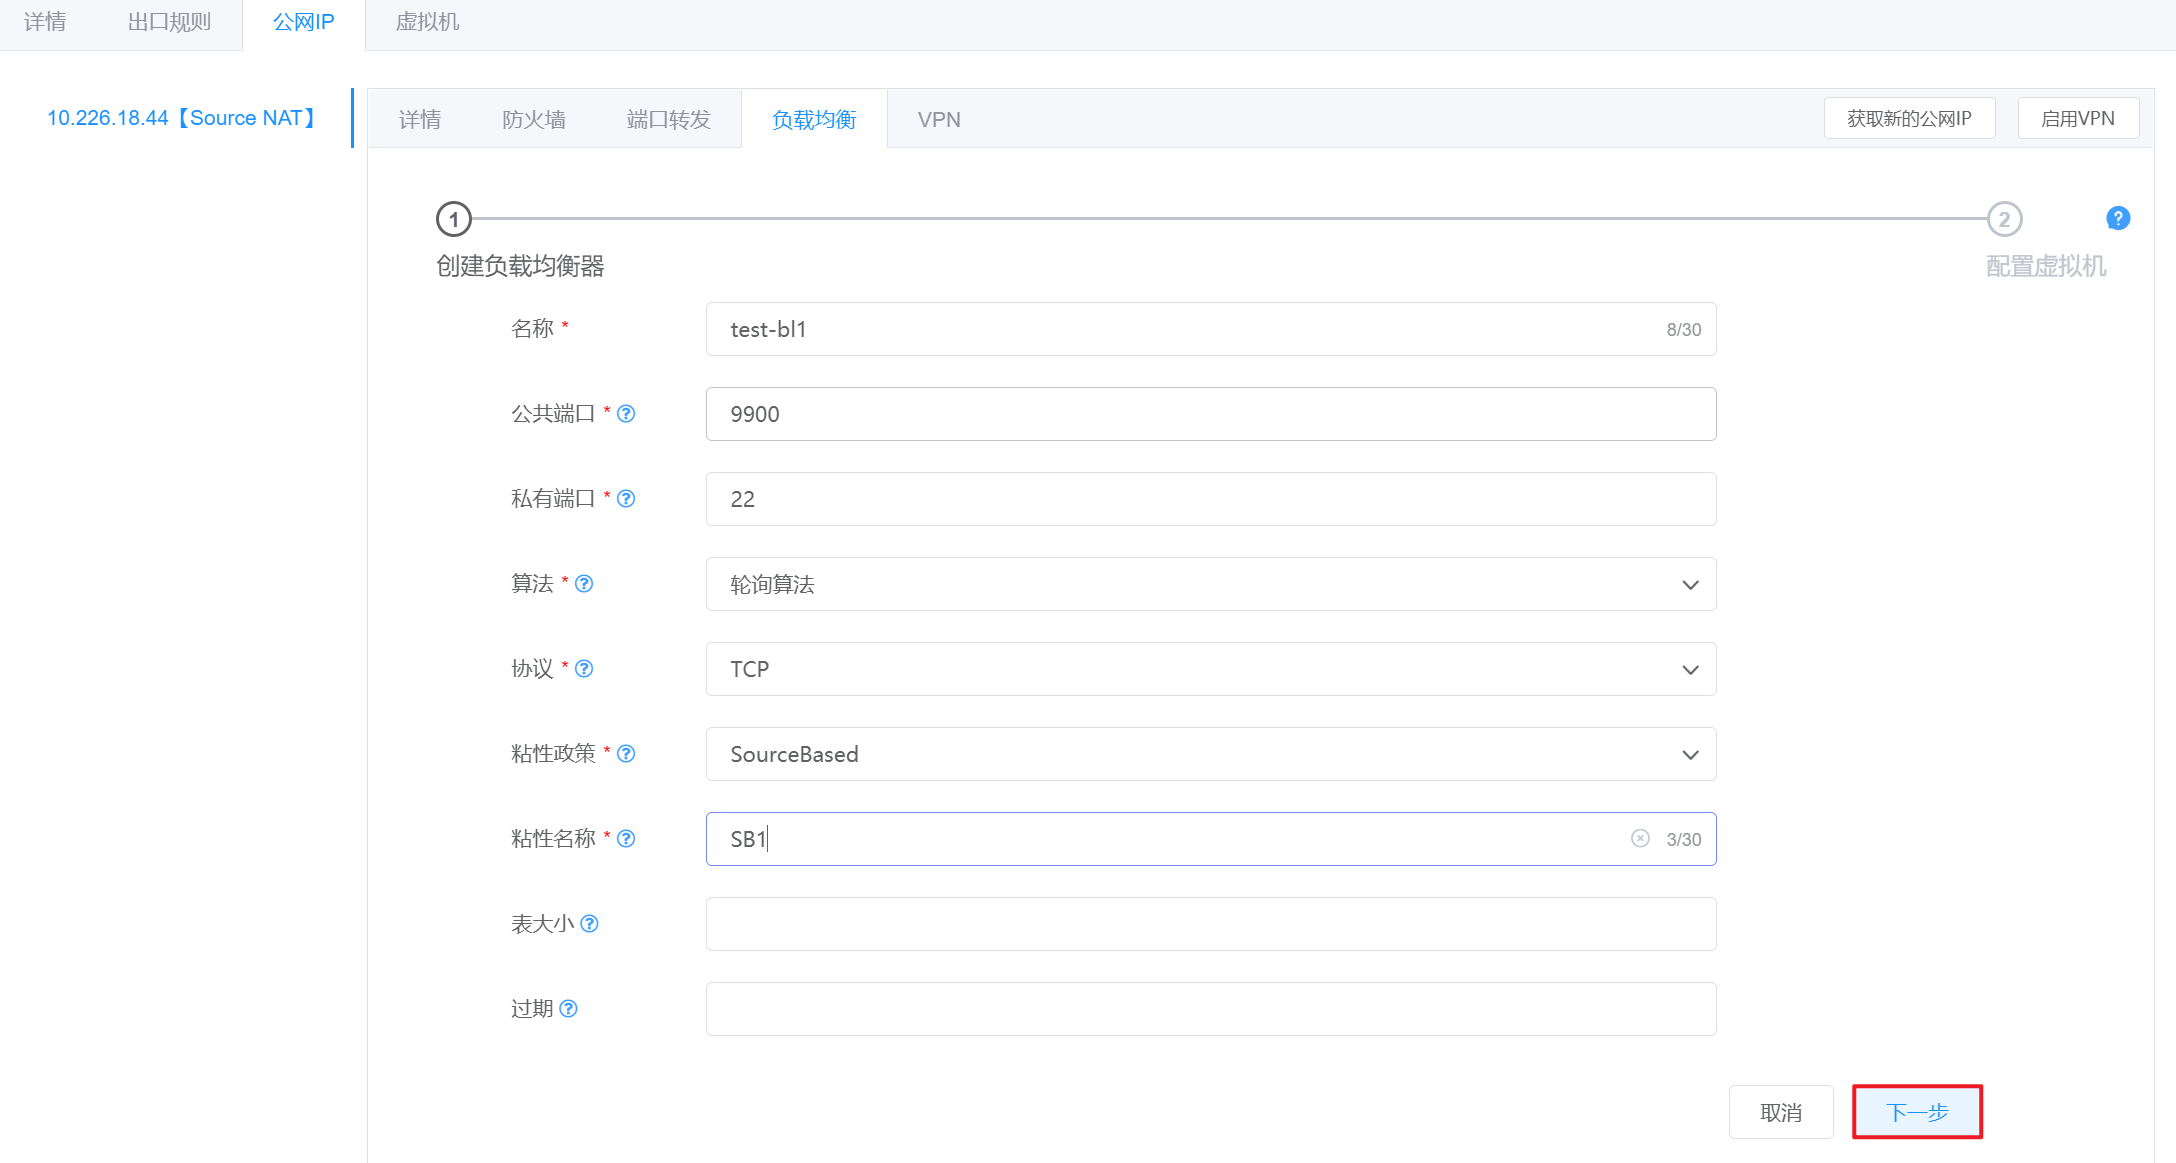 详情 出口规则 公网IP 虚拟机
10.226.18.44【Source NAT】
详情 防火墙 端口转发 负载均衡 VPN 获取新的公网IP 启用VPN
1 2 ?
创建负载均衡器 配置虚拟机
名称 * test-bl1 8/30
公共端口 * ? 9900
私有端口 * ? 22
算法 * ? 轮询算法
协议 * ? TCP
粘性政策 * ? SourceBased
粘性名称 * ? SB1 3/30
表大小 ?
过期 ?
取消 下一步